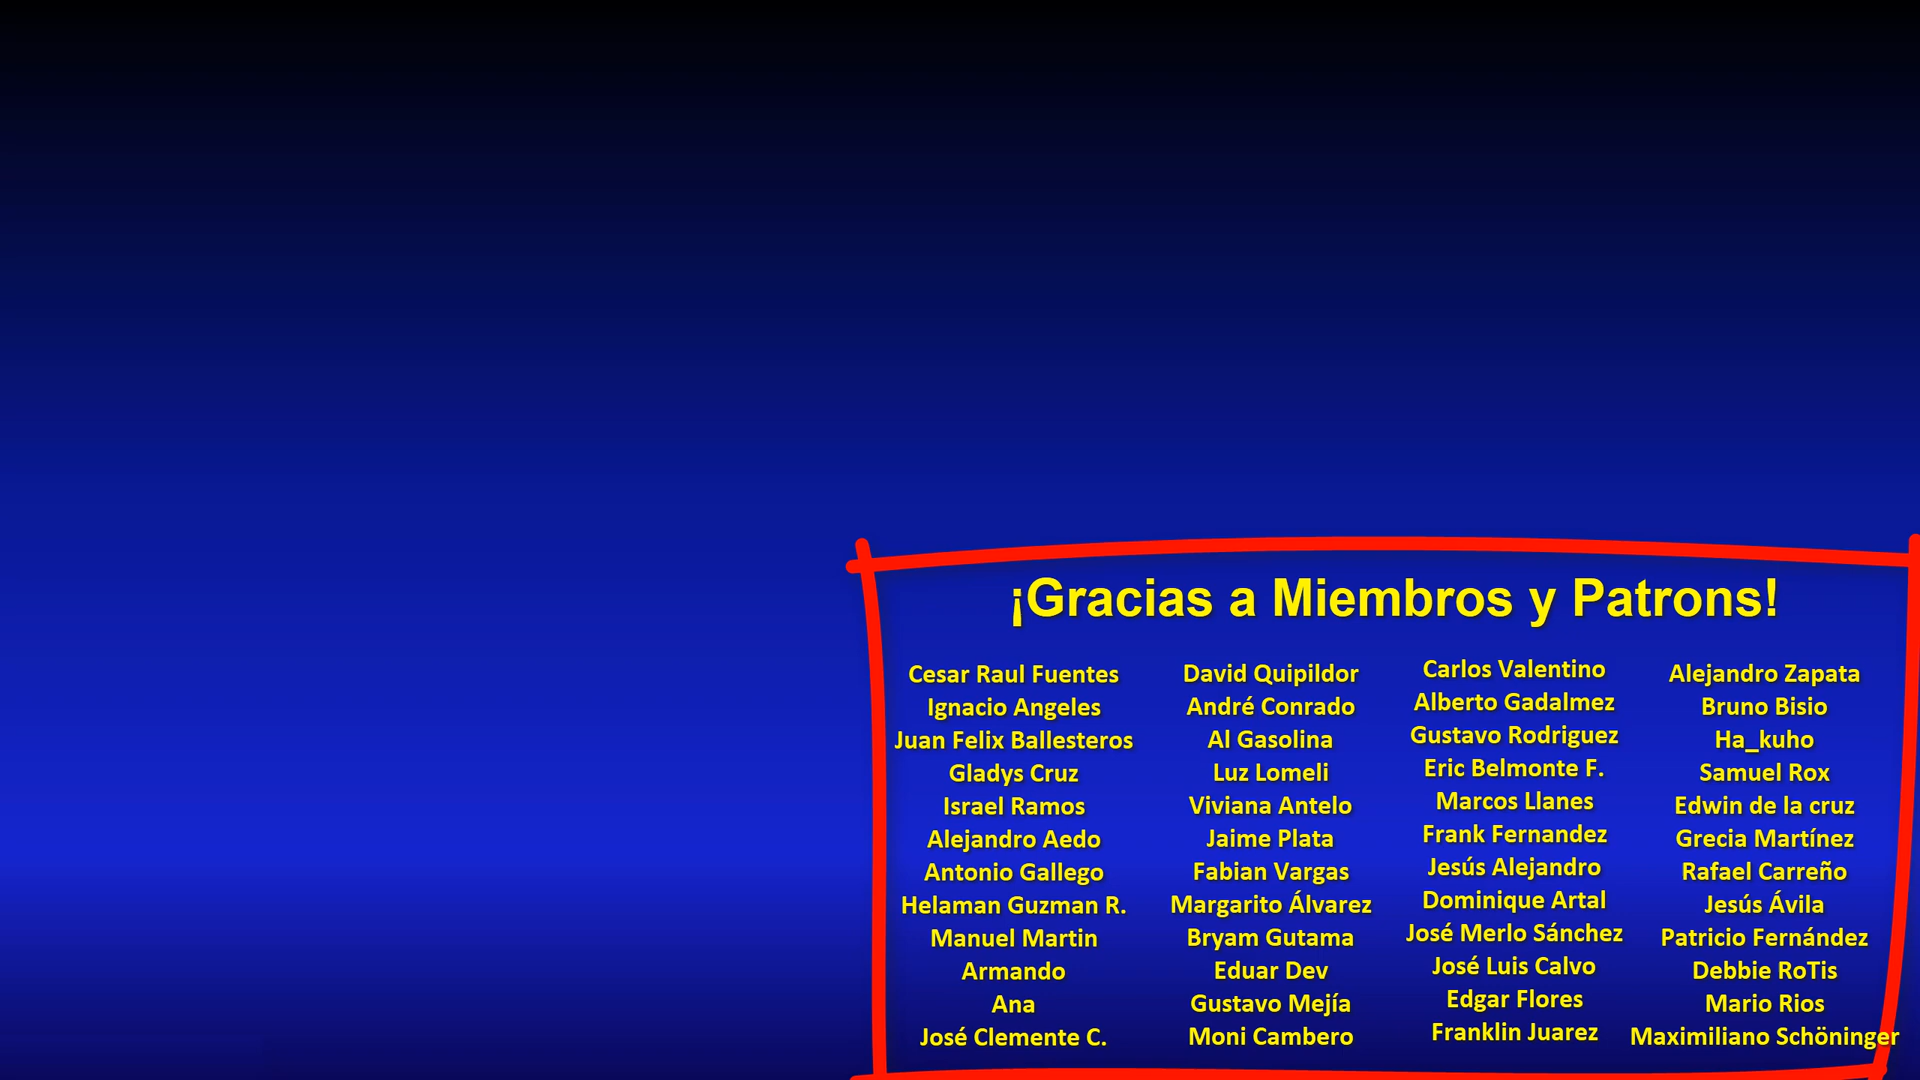 ¡Gracias a Miembros y Patrons!
Cesar Raul Fuentes
Ignacio Angeles
Juan Felix Ballesteros
Gladys Cruz
Israel Ramos
Alejandro Aedo
Antonio Gallego
Helaman Guzman R.
Manuel Martin
Armando
Ana
José Clemente C.
David Quipildor
André Conrado
Al Gasolina
Luz Lomeli
Viviana Antelo
Jaime Plata
Fabian Vargas
Margarito Álvarez
Bryam Gutama
Eduar Dev
Gustavo Mejía
Moni Cambero
Carlos Valentino
Alberto Gadalmez
Gustavo Rodriguez
Eric Belmonte F.
Marcos Llanes
Frank Fernandez
Jesús Alejandro
Dominique Artal
José Merlo Sánchez
José Luis Calvo
Edgar Flores
Franklin Juarez
Alejandro Zapata
Bruno Bisio
Ha_kuho
Samuel Rox
Edwin de la cruz
Grecia Martínez
Rafael Carreño
Jesús Ávila
Patricio Fernández
Debbie RoTis
Mario Rios
Maximiliano Schöninger